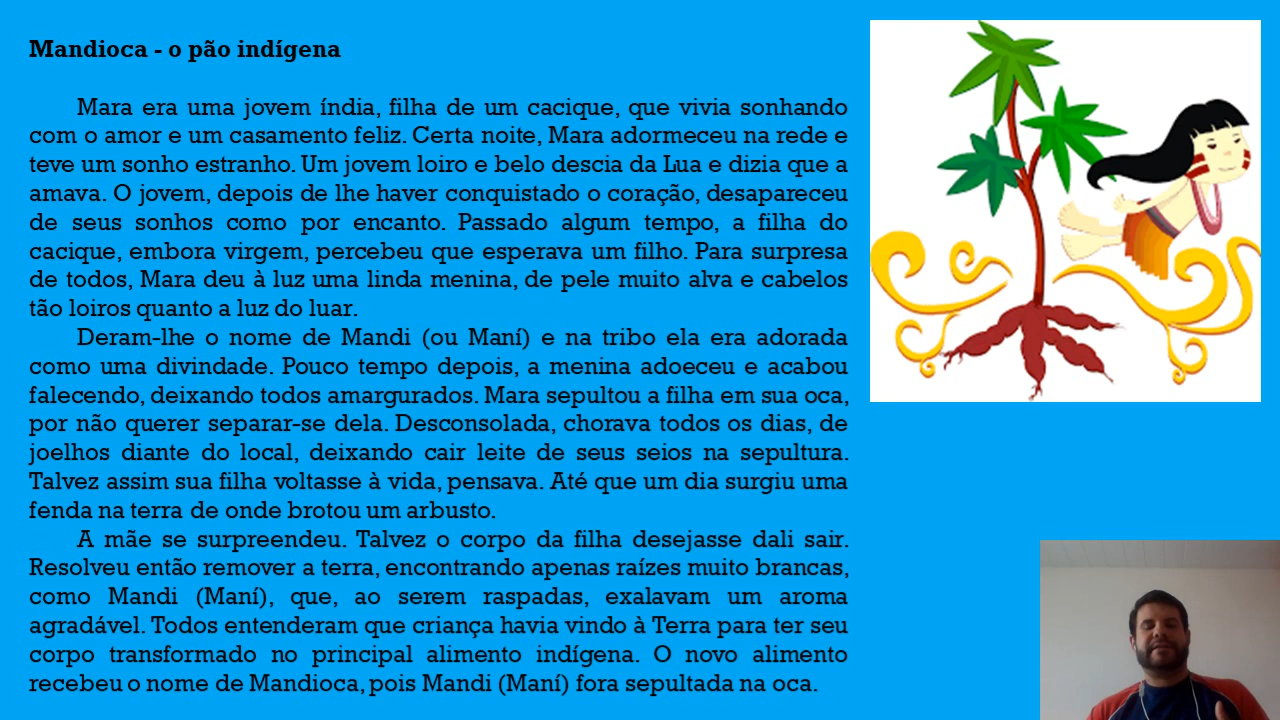 Mandioca - o pão indígena
Mara era uma jovem índia, filha de um cacique, que vivia sonhando
com o amor e um casamento feliz. Certa noite, Mara adormeceu na rede e
teve um sonho estranho. Um jovem loiro e belo descia da Lua e dizia que a
amava. O jovem, depois de lhe haver conquistado o coração, desapareceu
de seus sonhos como por encanto. Passado algum tempo, a filha do
cacique, embora virgem, percebeu que esperava um filho. Para surpresa
de todos, Mara deu à luz uma linda menina, de pele muito alva e cabelos
tão loiros quanto a luz do luar.
Deram-lhe o nome de Mandi (ou Maní) e na tribo ela era adorada
como uma divindade. Pouco tempo depois, a menina adoeceu e acabou
falecendo, deixando todos amargurados. Mara sepultou a filha em sua oca,
por não querer separar-se dela. Desconsolada, chorava todos os dias, de
joelhos diante do local, deixando cair leite de seus seios na sepultura.
Talvez assim sua filha voltasse à vida, pensava. Até que um dia surgiu uma
fenda na terra de onde brotou um arbusto.
A mãe se surpreendeu. Talvez o corpo da filha desejasse dali sair.
Resolveu então remover a terra, encontrando apenas raízes muito brancas,
como Mandi (Maní), que, ao serem raspadas, exalavam um aroma
agradável. Todos entenderam que criança havia vindo à Terra para ter seu
corpo transformado no principal alimento indígena. O novo alimento
recebeu o nome de Mandioca, pois Mandi (Maní) fora sepultada na oca.